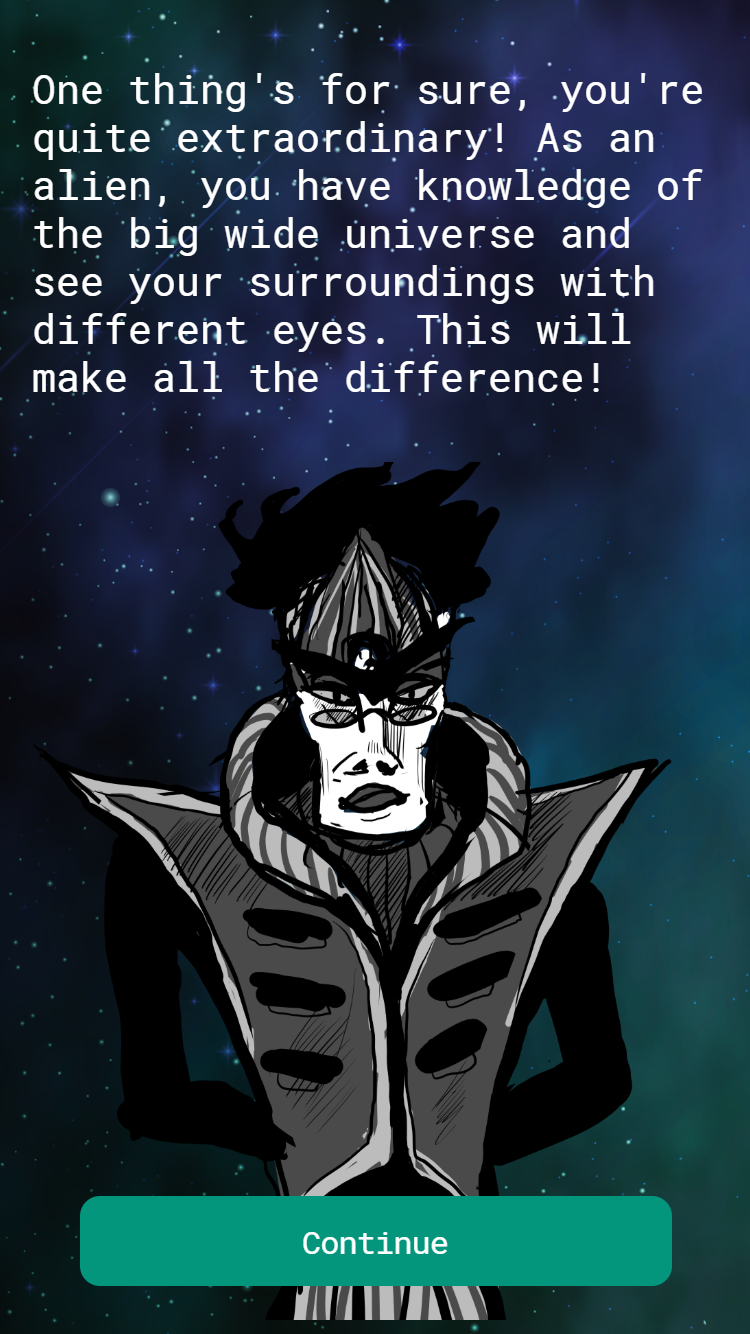 One thing's for sure, you're
quite extraordinary! As an
alien, you have knowledge of
the big wide universe and
see your surroundings with
different eyes. This will
make all the difference!
Continue